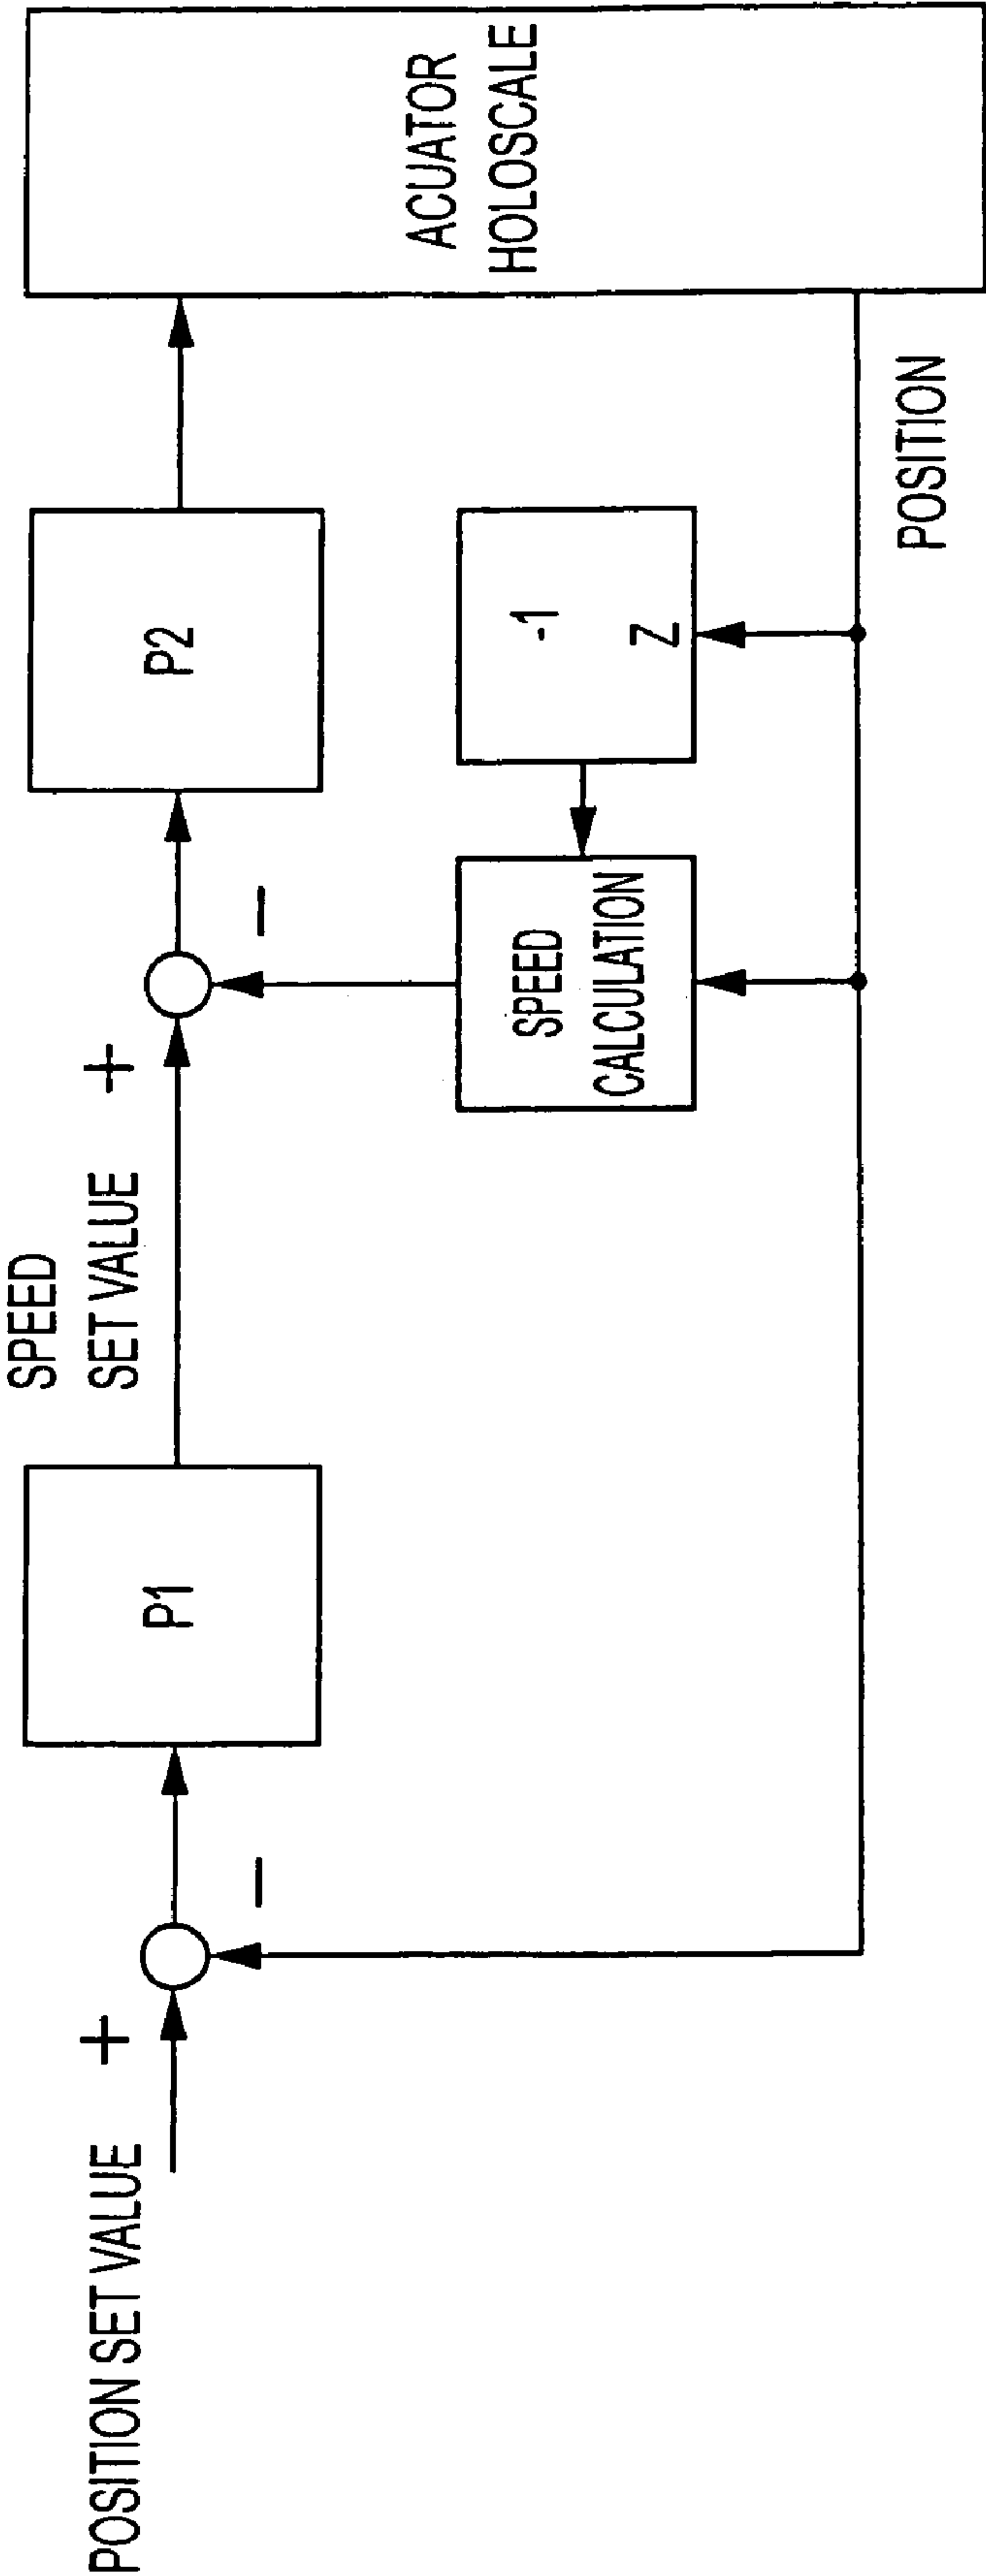 POSITION SET VALUE
+
−
P1
SPEED
SET VALUE
+
−
P2
SPEED
CALCULATION
-1
Z
ACUATOR
HOLOSCALE
POSITION